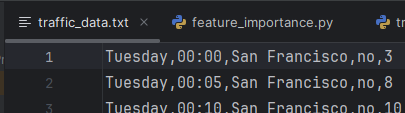 traffic_data.txt × feature_importance.py
1 Tuesday,00:00,San Francisco,no,3
2 Tuesday,00:05,San Francisco,no,8
3 Tuesday,00:10,San Francisco,no,10